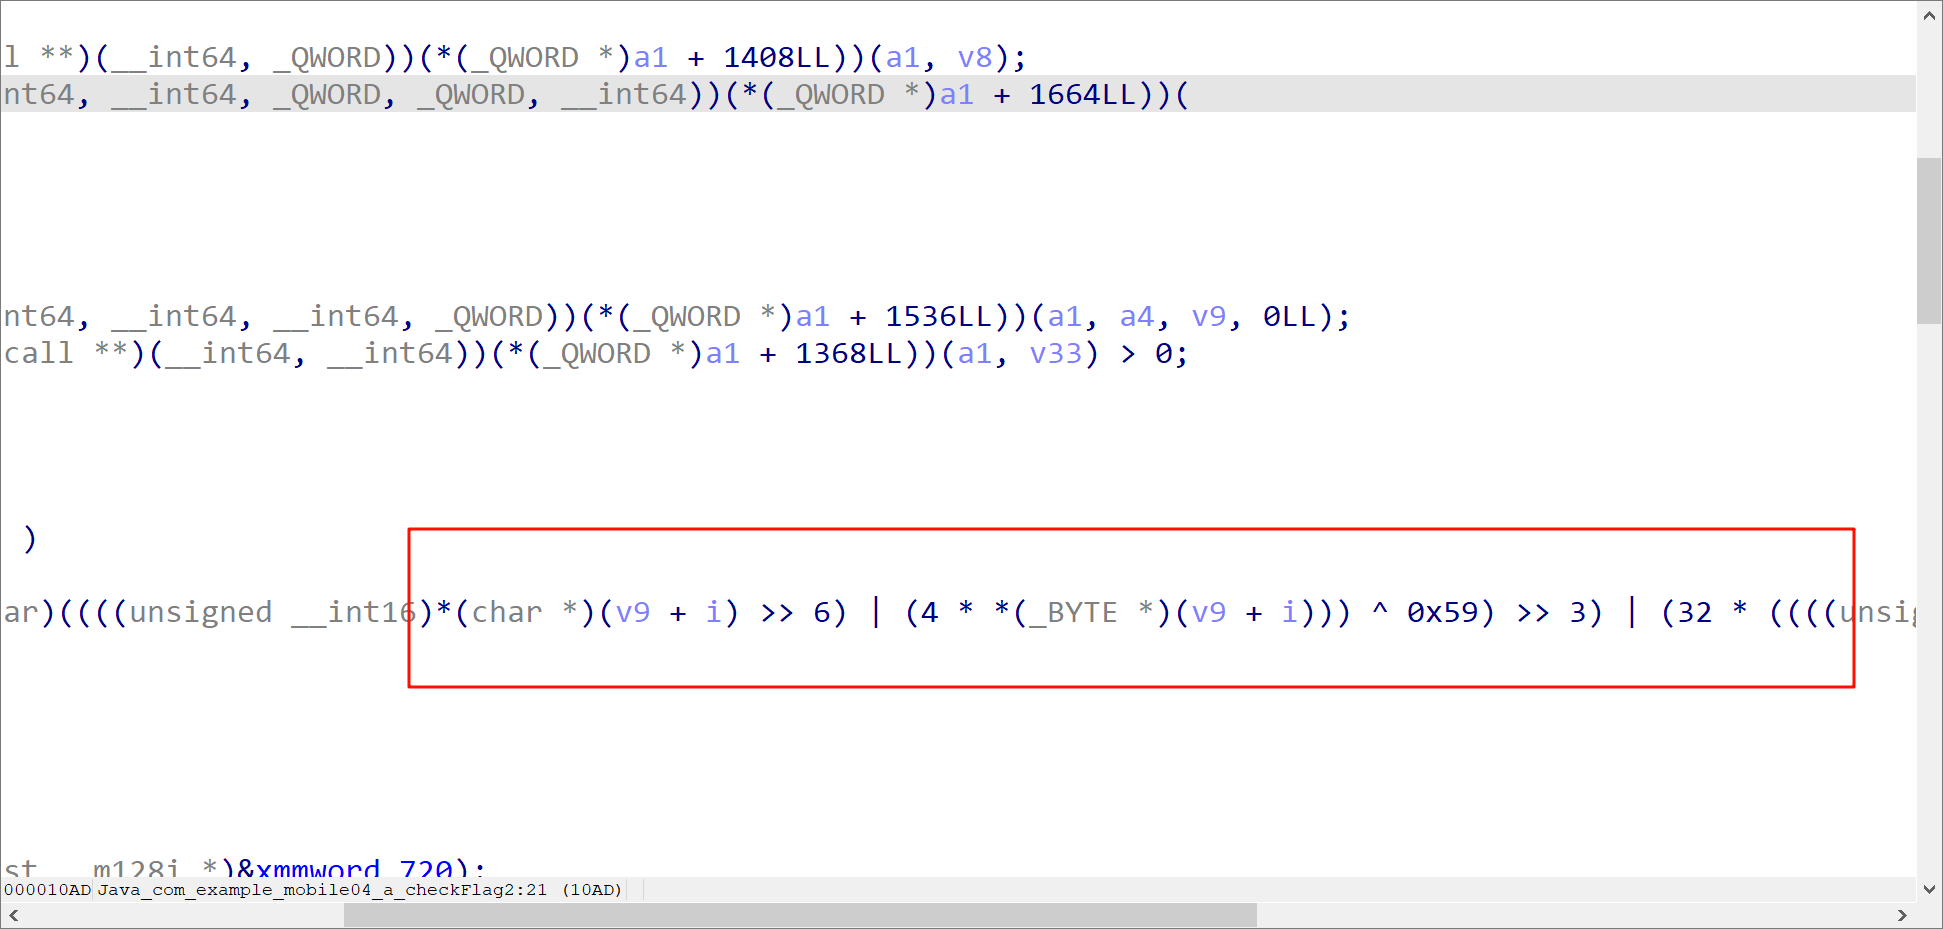 l **)(__int64, _QWORD))(*(_QWORD *)a1 + 1408LL))(a1, v8);
nt64, __int64, _QWORD, _QWORD, __int64))(*(_QWORD *)a1 + 1664LL))(
nt64, __int64, __int64, _QWORD))(*(_QWORD *)a1 + 1536LL))(a1, a4, v9, 0LL);
call **)(__int64, __int64))(*(_QWORD *)a1 + 1368LL))(a1, v33) > 0;
)
ar)((((unsigned __int16)*(char *)(v9 + i) >> 6) | (4 * *(_BYTE *)(v9 + i))) ^ 0x59) >> 3) | (32 * ((((unsig
st __m128i *)&xmmword_720);
000010AD Java_com_example_mobile04_a_checkFlag2:21 (10AD)